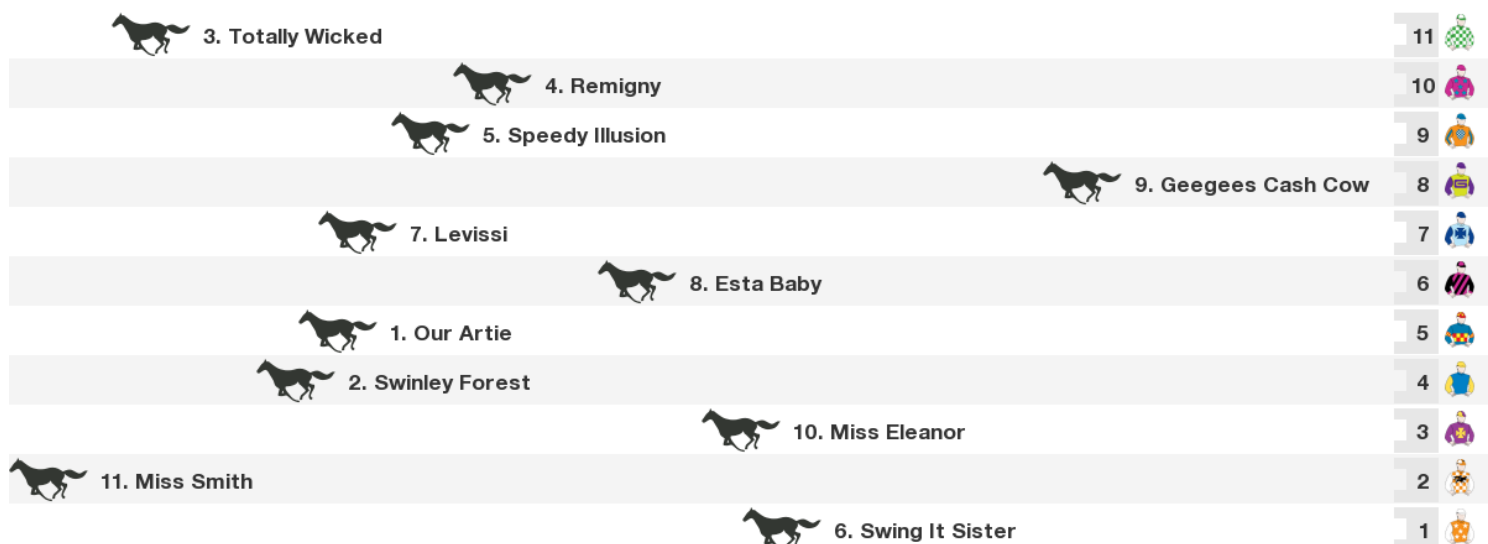 3. Totally Wicked 11
4. Remigny 10
5. Speedy Illusion 9
9. Geegees Cash Cow 8
7. Levissi 7
8. Esta Baby 6
1. Our Artie 5
2. Swinley Forest 4
10. Miss Eleanor 3
11. Miss Smith 2
6. Swing It Sister 1